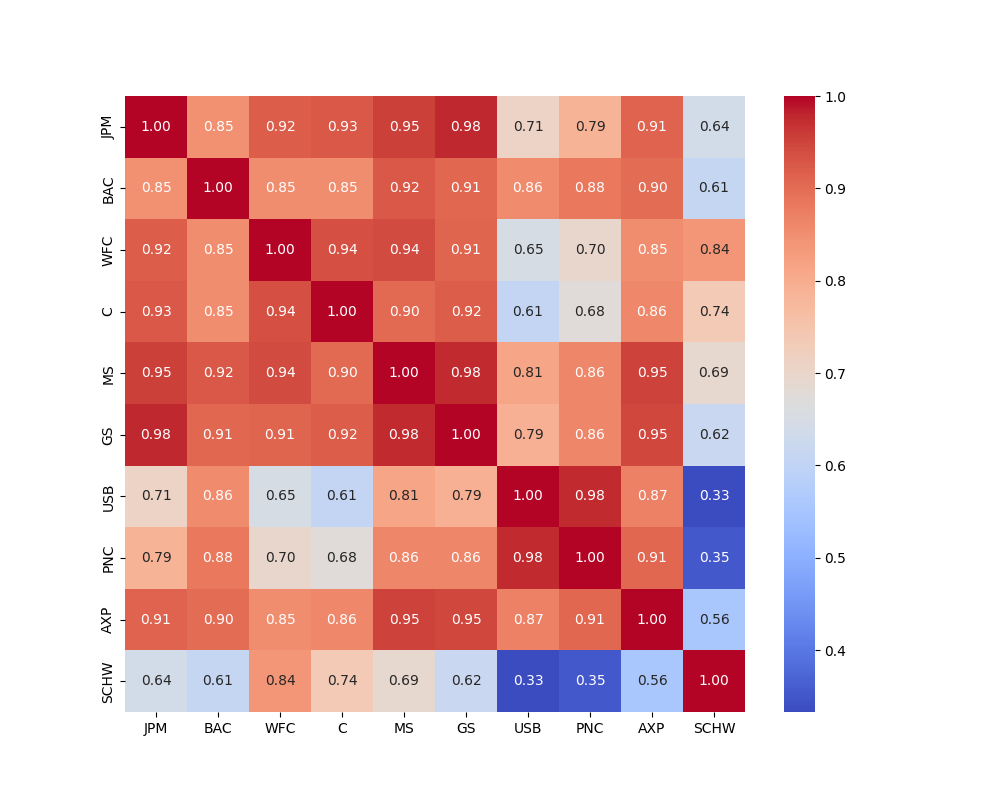 1.0
JPM 1.00 0.85 0.92 0.93 0.95 0.98 0.71 0.79 0.91 0.64
BAC 0.85 1.00 0.85 0.85 0.92 0.91 0.86 0.88 0.90 0.61 0.9
WFC 0.92 0.85 1.00 0.94 0.94 0.91 0.65 0.70 0.85 0.84
0.8
C 0.93 0.85 0.94 1.00 0.90 0.92 0.61 0.68 0.86 0.74
MS 0.95 0.92 0.94 0.90 1.00 0.98 0.81 0.86 0.95 0.69 0.7
GS 0.98 0.91 0.91 0.92 0.98 1.00 0.79 0.86 0.95 0.62
0.6
USB 0.71 0.86 0.65 0.61 0.81 0.79 1.00 0.98 0.87 0.33
PNC 0.79 0.88 0.70 0.68 0.86 0.86 0.98 1.00 0.91 0.35 0.5
AXP 0.91 0.90 0.85 0.86 0.95 0.95 0.87 0.91 1.00 0.56
0.4
SCHW 0.64 0.61 0.84 0.74 0.69 0.62 0.33 0.35 0.56 1.00
JPM BAC WFC C MS GS USB PNC AXP SCHW